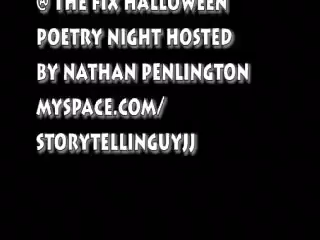 @ THE FIX HALLOWEEN
POETRY NIGHT HOSTED
BY NATHAN PENLINGTON
MYSPACE.COM/
STORYTELLINGUYJJ